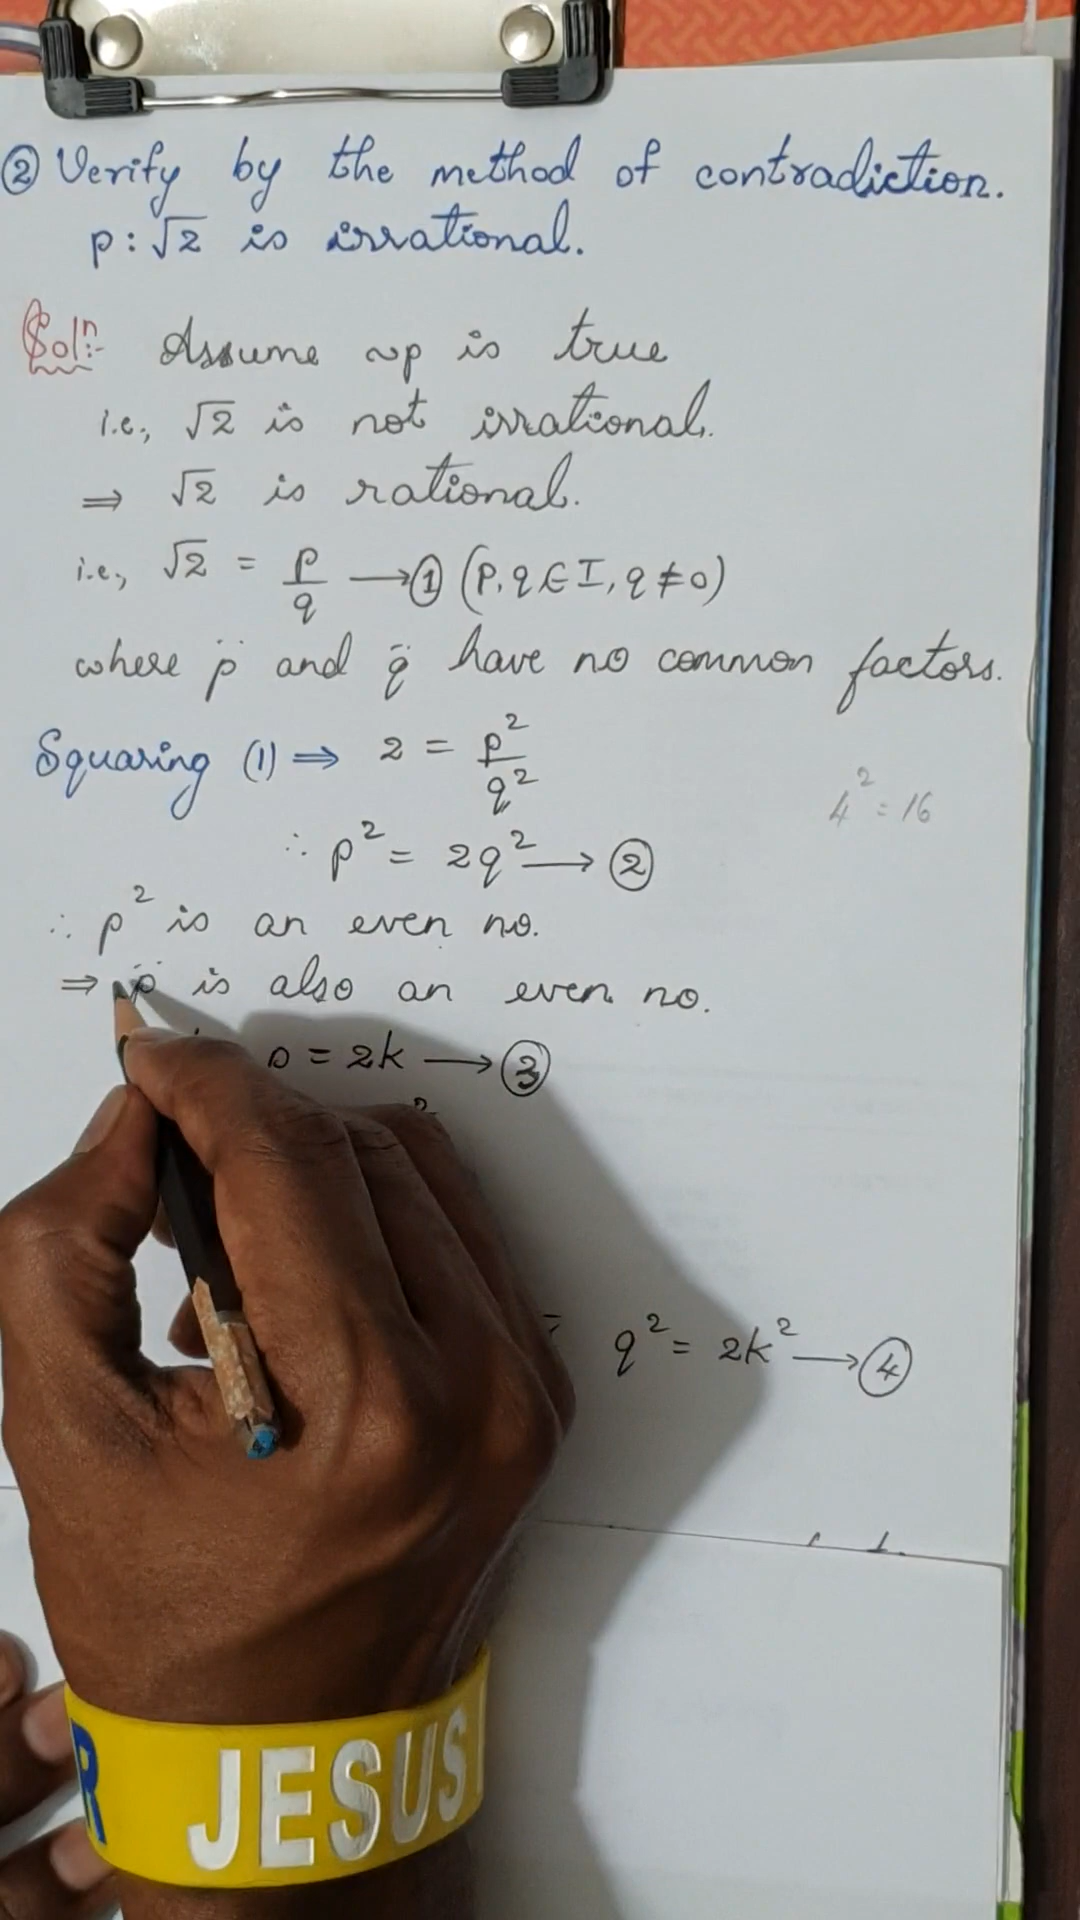 ② Verify by the method of contradiction.
p: √2 is irrational.
Solⁿ:- Assume ~p is true
i.e., √2 is not irrational.
⇒ √2 is rational.
i.e., √2 = p/q → ① (p, q ∈ I, q ≠ 0)
where p and q have no common factors.
Squaring (1) ⇒ 2 = p²/q²
4² = 16
∴ p² = 2q² → ②
∴ p² is an even no.
⇒ p is also an even no.
p = 2k → ③
q² = 2k² → ④
R JESUS